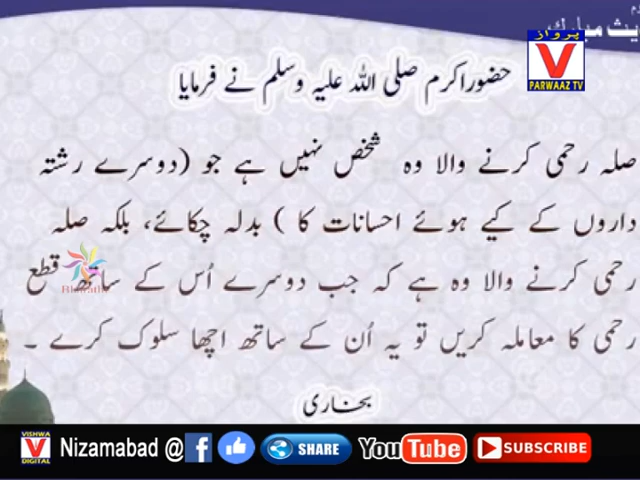 یث مبارک
پرواز
V
PARWAAZ TV
حضور اکرم صلی اللہ علیہ وسلم نے فرمایا
صلہ رحمی کرنے والا وہ شخص نہیں ہے جو (دوسرے رشتہ
داروں کے کیے ہوئے احسانات کا ) بدلہ چکائے، بلکہ صلہ
رحمی کرنے والا وہ ہے کہ جب دوسرے اُس کے ساتھ قطع
رحمی کا معاملہ کریں تو یہ اُن کے ساتھ اچھا سلوک کرے ۔
بخاری
VISHWA
V
DIGITAL
Nizamabad @ f SHARE YouTube SUBSCRIBE